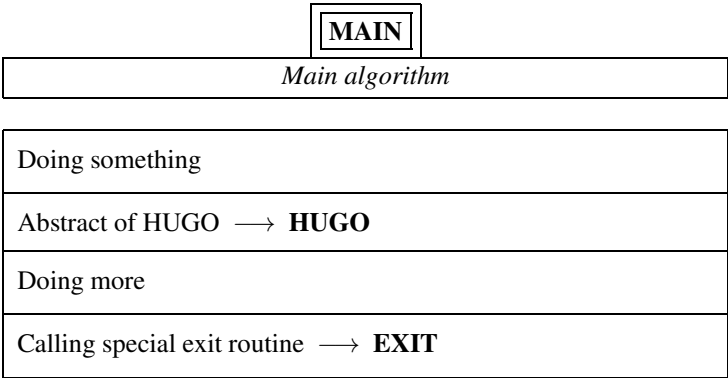 MAIN
Main algorithm
Doing something
Abstract of HUGO ⟶ HUGO
Doing more
Calling special exit routine ⟶ EXIT